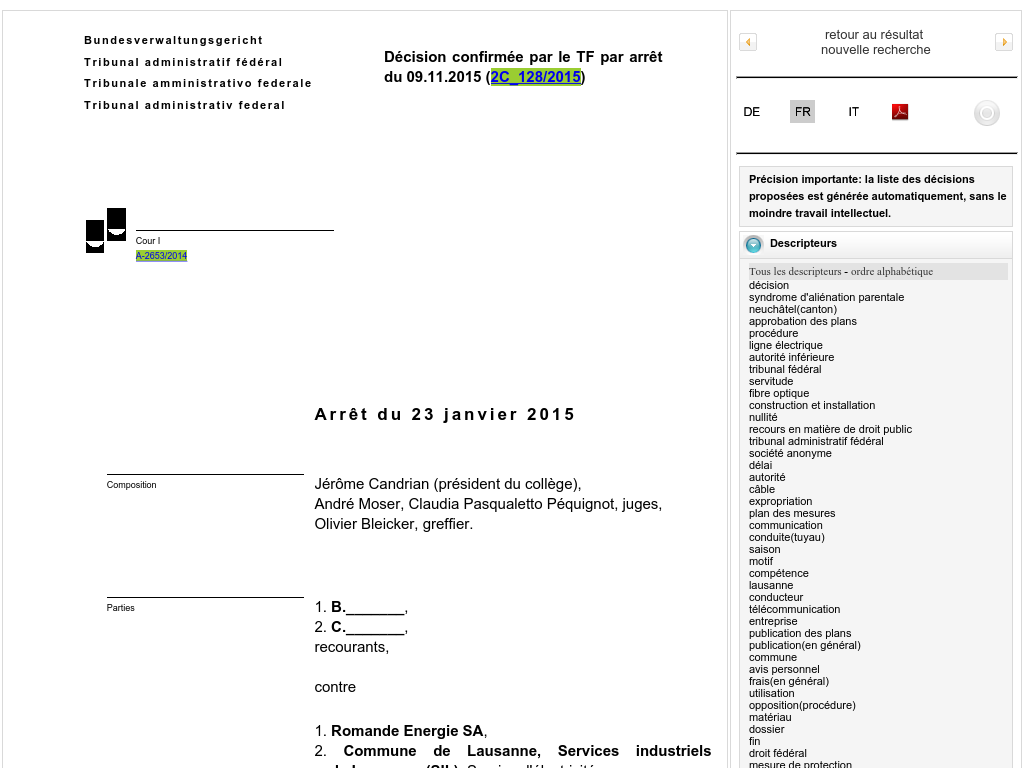 Bundesverwaltungsgericht
Tribunal administratif fédéral
Tribunale amministrativo federale
Tribunal administrativ federal
Décision confirmée par le TF par arrêt
du 09.11.2015 (2C_128/2015)
Cour I
A-2653/2014
Arrêt du 23 janvier 2015
Composition
Jérôme Candrian (président du collège),
André Moser, Claudia Pasqualetto Péquignot, juges,
Olivier Bleicker, greffier.
Parties
1. B._______,
2. C._______,
recourants,
contre
1. Romande Energie SA,
2. Commune de Lausanne, Services industriels
retour au résultat
nouvelle recherche
DE FR IT
Précision importante: la liste des décisions
proposées est générée automatiquement, sans le
moindre travail intellectuel.
Descripteurs
Tous les descripteurs - ordre alphabétique
décision
syndrome d'aliénation parentale
neuchâtel(canton)
approbation des plans
procédure
ligne électrique
autorité inférieure
tribunal fédéral
servitude
fibre optique
construction et installation
nullité
recours en matière de droit public
tribunal administratif fédéral
société anonyme
délai
autorité
câble
expropriation
plan des mesures
communication
conduite(tuyau)
saison
motif
compétence
lausanne
conducteur
télécommunication
entreprise
publication des plans
publication(en général)
commune
avis personnel
frais(en général)
utilisation
opposition(procédure)
matériau
dossier
fin
droit fédéral
mesure de protection